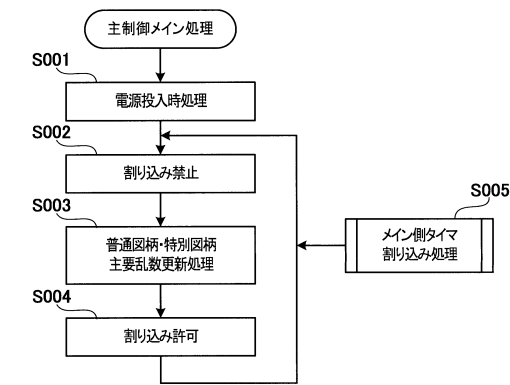 主制御メイン処理
S001
電源投入時処理
S002
割り込み禁止
S003
普通図柄・特別図柄
主要乱数更新処理
S004
割り込み許可
S005
メイン側タイマ
割り込み処理